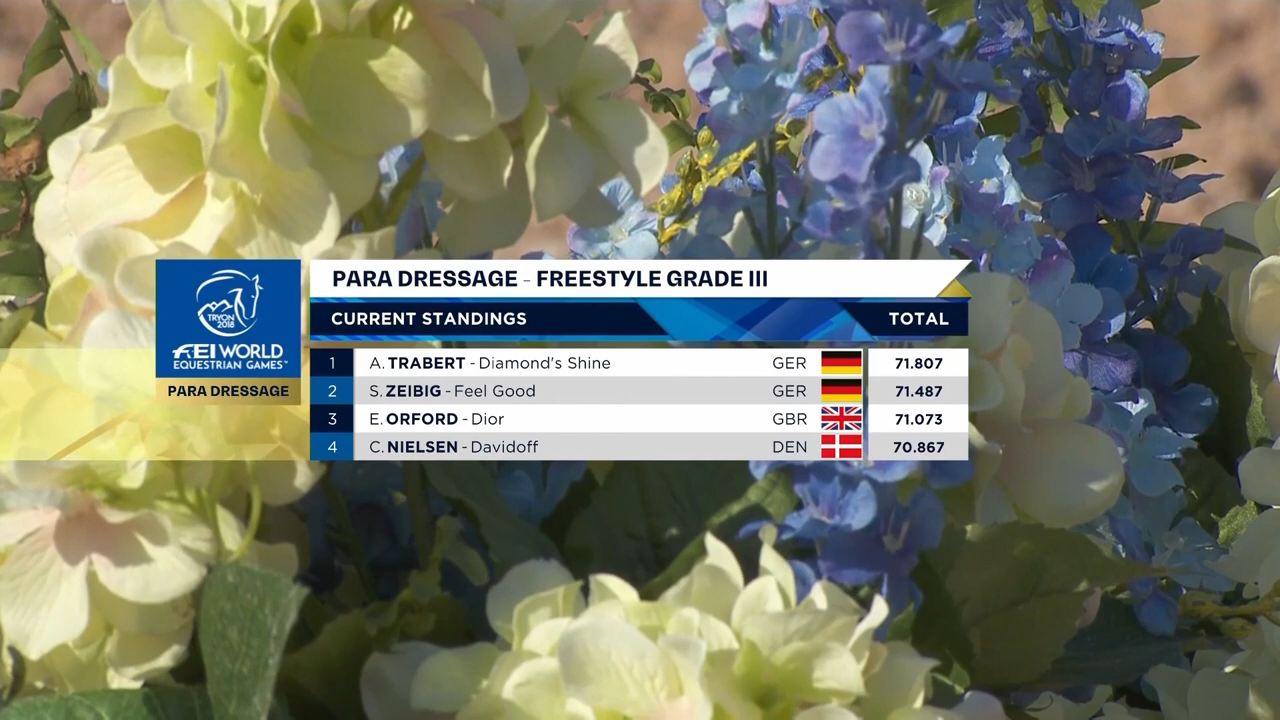 PARA DRESSAGE - FREESTYLE GRADE III
CURRENT STANDINGS TOTAL
TRYON
2018
FEI WORLD
EQUESTRIAN GAMES™
PARA DRESSAGE
1 A. TRABERT - Diamond's Shine GER 71.807
2 S. ZEIBIG - Feel Good GER 71.487
3 E. ORFORD - Dior GBR 71.073
4 C. NIELSEN - Davidoff DEN 70.867